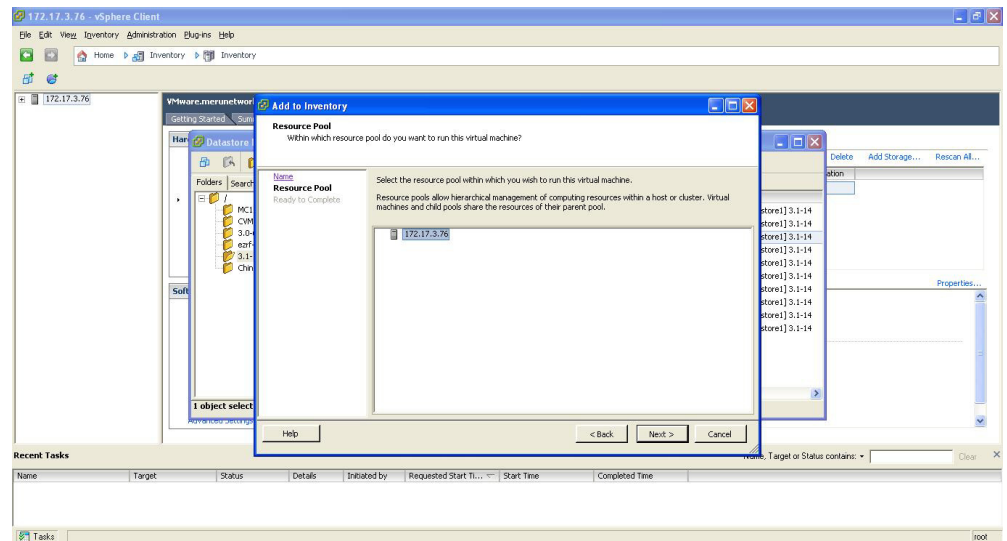 172.17.3.76 - vSphere Client
File Edit View Inventory Administration Plug-ins Help
Home Inventory Inventory
172.17.3.76
VMware.merunetwor
Getting Started Sum
Har
Datastore
Folders Search
/
MC1
CVM
3.0-
ezrf-
3.1-
Chin
Soft
1 object select
Advanced Settings
Add to Inventory
Resource Pool
Within which resource pool do you want to run this virtual machine?
Name
Resource Pool
Ready to Complete
Select the resource pool within which you wish to run this virtual machine.
Resource pools allow hierarchical management of computing resources within a host or cluster. Virtual
machines and child pools share the resources of their parent pool.
172.17.3.76
Help < Back Next > Cancel
Delete Add Storage... Rescan All...
ation
store1] 3.1-14
store1] 3.1-14
store1] 3.1-14
store1] 3.1-14
store1] 3.1-14
store1] 3.1-14
store1] 3.1-14
store1] 3.1-14
store1] 3.1-14
store1] 3.1-14
Properties...
Recent Tasks
Name, Target or Status contains: Clear
Name Target Status Details Initiated by Requested Start Ti... Start Time Completed Time
Tasks root